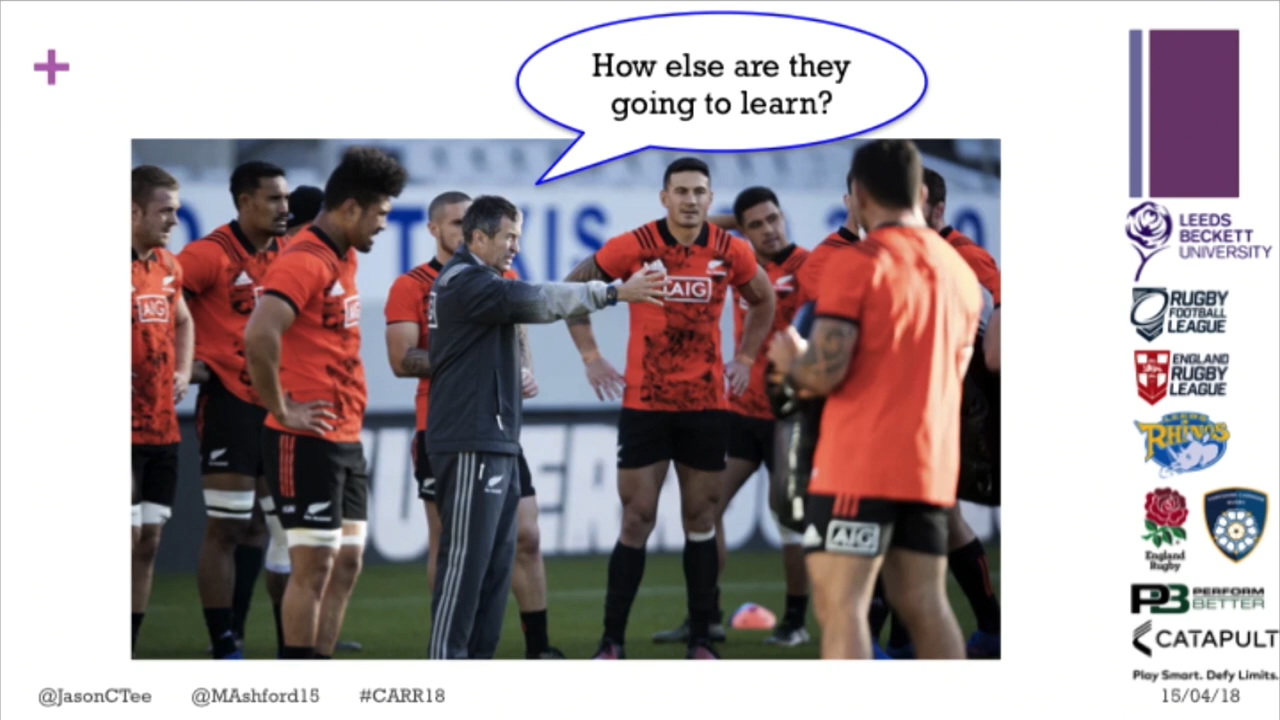 How else are they
going to learn?
AIG
AIG
AIG
AIG
LEEDS
BECKETT
UNIVERSITY
RUGBY
FOOTBALL
LEAGUE
ENGLAND
RUGBY
LEAGUE
RHINOS
England
Rugby
PB PERFORM
BETTER
CATAPULT
Play Smart. Defy Limits.
@JasonCTee @MAshford15 #CARR18
15/04/18